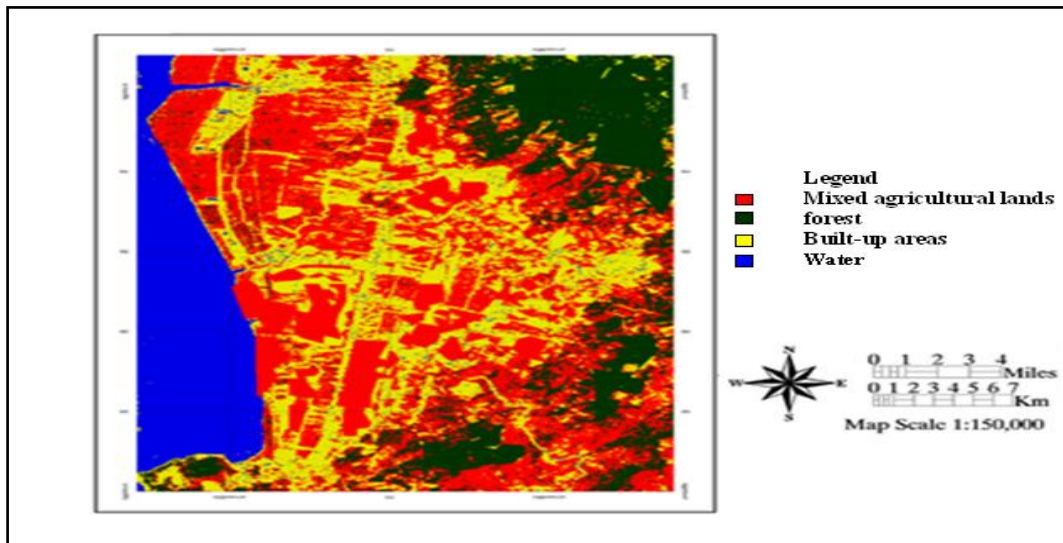 Legend
Mixed agricultural lands
forest
Built-up areas
Water
N
W E
S
0 1 2 3 4
Miles
0 1 2 3 4 5 6 7
Km
Map Scale 1:150,000